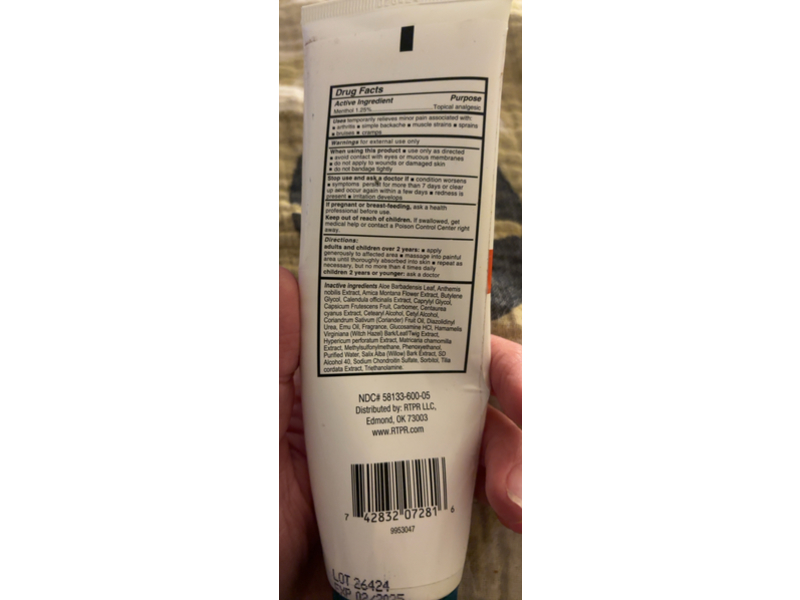 Drug Facts
Active Ingredient Purpose
Menthol 1.25% Topical analgesic
Uses temporarily relieves minor pain associated with:
■ arthritis ■ simple backache ■ muscle strains ■ sprains
■ bruises ■ cramps
Warnings for external use only
When using this product ■ use only as directed
■ avoid contact with eyes or mucous membranes
■ do not apply to wounds or damaged skin
■ do not bandage tightly
Stop use and ask a doctor if ■ condition worsens
■ symptoms persist for more than 7 days or clear
up and occur again within a few days ■ redness is
present ■ irritation develops
If pregnant or breast-feeding, ask a health
professional before use.
Keep out of reach of children. If swallowed, get
medical help or contact a Poison Control Center right
away.
Directions:
adults and children over 2 years: ■ apply
generously to affected area ■ massage into painful
area until thoroughly absorbed into skin ■ repeat as
necessary, but no more than 4 times daily
children 2 years or younger: ask a doctor
Inactive ingredients Aloe Barbadensis Leaf, Anthemis
nobilis Extract, Arnica Montana Flower Extract, Butylene
Glycol, Calendula officinalis Extract, Caprylyl Glycol,
Capsicum Frutescens Fruit, Carbomer, Centaurea
cyanus Extract, Cetearyl Alcohol, Cetyl Alcohol,
Coriandrum Sativum (Coriander) Fruit Oil, Diazolidinyl
Urea, Emu Oil, Fragrance, Glucosamine HCl, Hamamelis
Virginiana (Witch Hazel) Bark/Leaf/Twig Extract,
Hypericum perforatum Extract, Matricaria chamomilla
Extract, Methylsulfonylmethane, Phenoxyethanol,
Purified Water, Salix Alba (Willow) Bark Extract, SD
Alcohol 40, Sodium Chondroitin Sulfate, Sorbitol, Tilia
cordata Extract, Triethanolamine.
NDC# 58133-600-05
Distributed by: RTPR LLC,
Edmond, OK 73003
www.RTPR.com
7 42832 07281 6
9953047
LOT 26424
EXP 02/2025